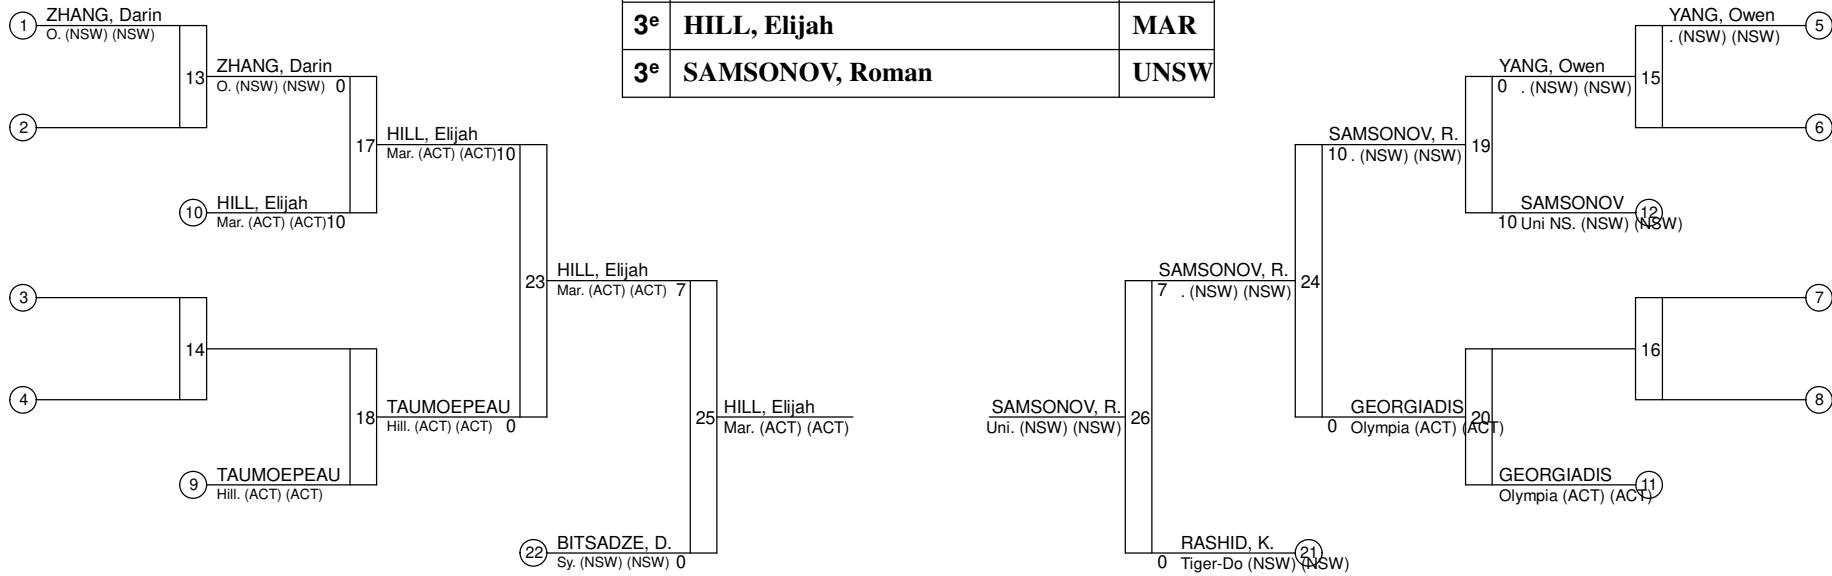 3e HILL, Elijah MAR
3e SAMSONOV, Roman UNSW
1 ZHANG, Darin
O. (NSW) (NSW)
2
13 ZHANG, Darin
O. (NSW) (NSW) 0
10 HILL, Elijah
Mar. (ACT) (ACT) 10
17 HILL, Elijah
Mar. (ACT) (ACT) 10
3
4
14
9 TAUMOEPEAU
Hill. (ACT) (ACT)
18 TAUMOEPEAU
Hill. (ACT) (ACT) 0
23 HILL, Elijah
Mar. (ACT) (ACT) 7
22 BITSADZE, D.
Sy. (NSW) (NSW) 0
25 HILL, Elijah
Mar. (ACT) (ACT)
YANG, Owen 5
. (NSW) (NSW)
6
YANG, Owen 15
0 . (NSW) (NSW)
SAMSONOV 12
10 Uni NS. (NSW) (NSW)
SAMSONOV, R. 19
10 . (NSW) (NSW)
7
8
16
GEORGIADIS 11
Olympia (ACT) (ACT)
GEORGIADIS 20
0 Olympia (ACT) (ACT)
SAMSONOV, R. 24
7 . (NSW) (NSW)
RASHID, K. 21
0 Tiger-Do (NSW) (NSW)
SAMSONOV, R. 26
Uni. (NSW) (NSW)